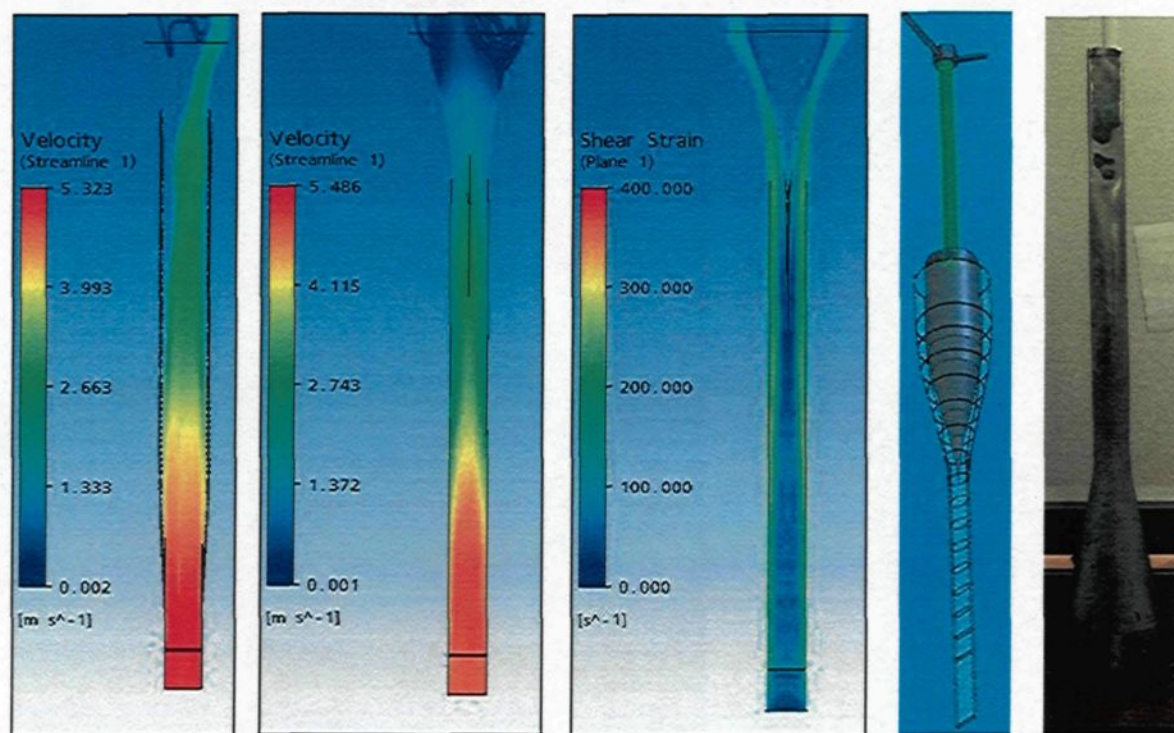 Velocity
(Streamline 1)
5.323
3.993
2.663
1.333
0.002
[m s^-1]
Velocity
(Streamline 1)
5.486
4.115
2.743
1.372
0.001
[m s^-1]
Shear Strain
(Plane 1)
400.000
300.000
200.000
100.000
0.000
[s^-1]